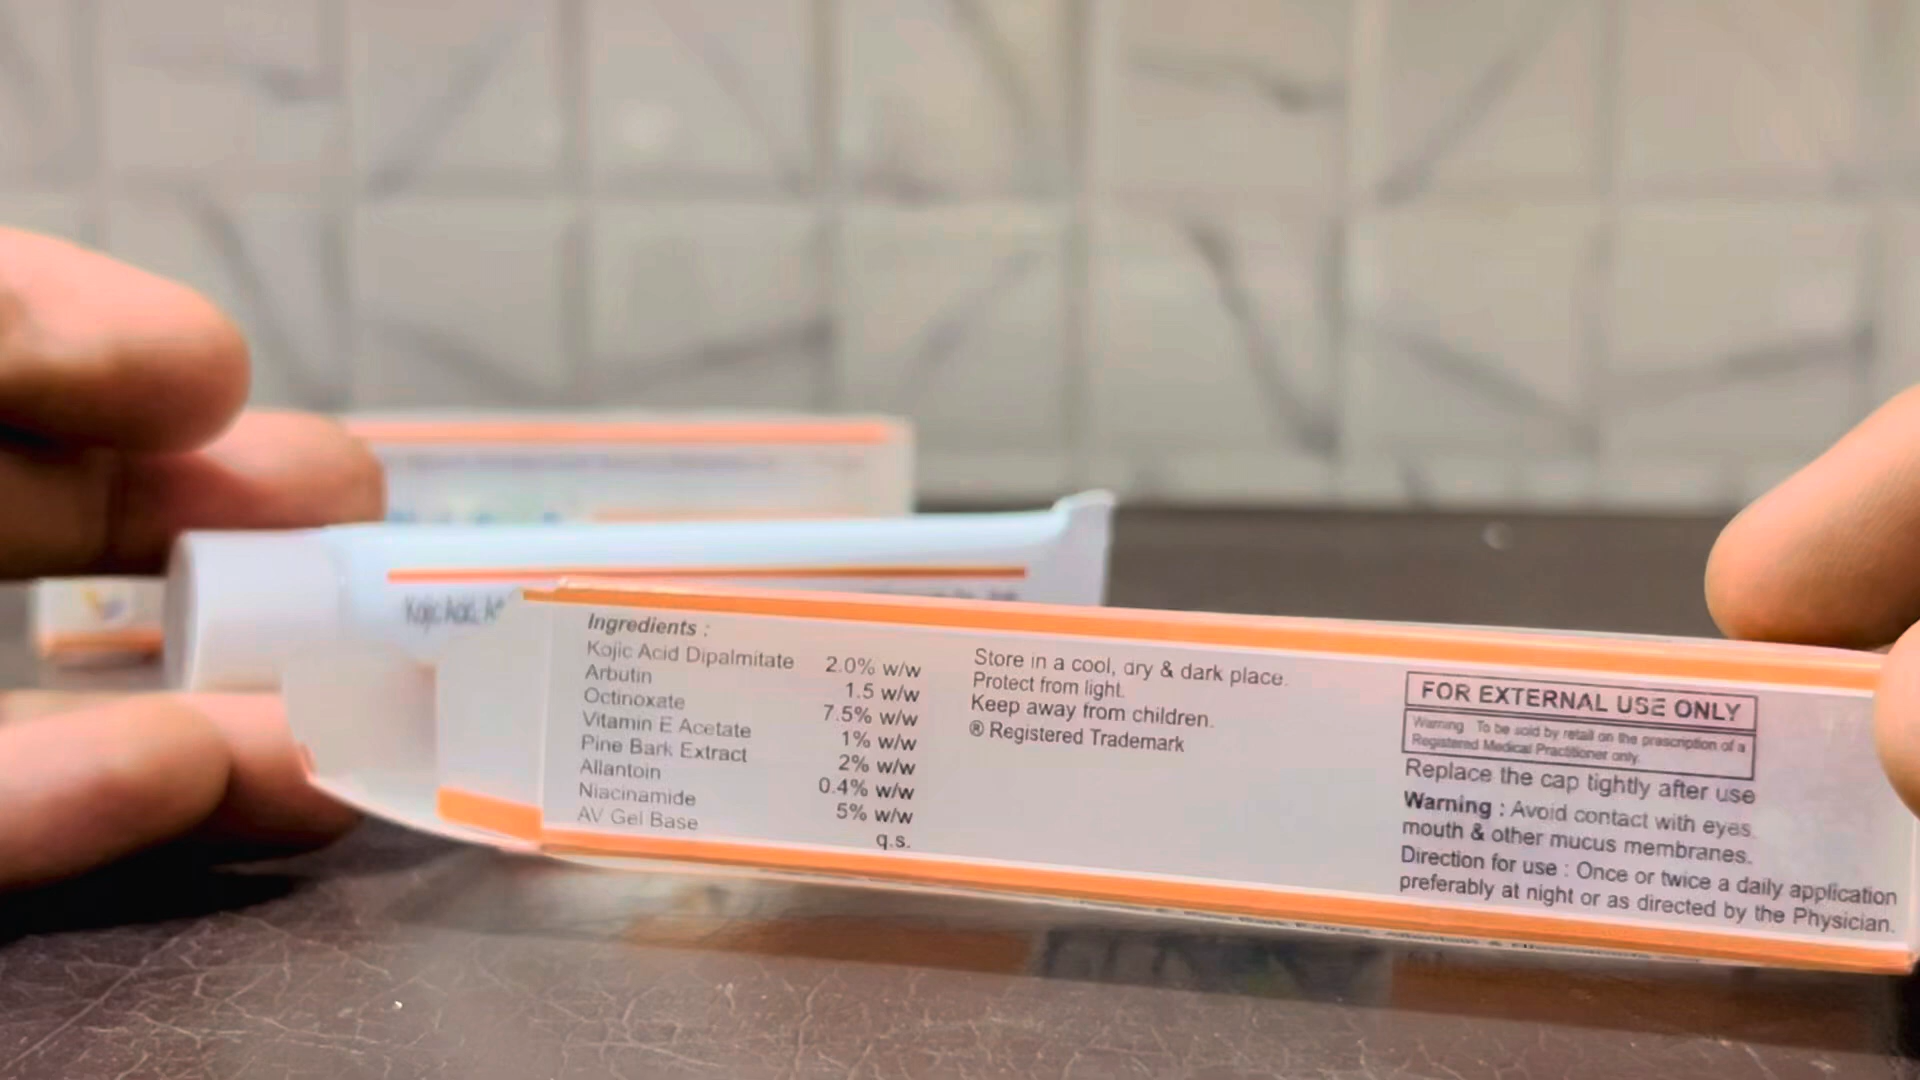 Kojic Acid, A
Ingredients :
Kojic Acid Dipalmitate 2.0% w/w
Arbutin 1.5 w/w
Octinoxate 7.5% w/w
Vitamin E Acetate 1% w/w
Pine Bark Extract 2% w/w
Allantoin 0.4% w/w
Niacinamide 5% w/w
AV Gel Base q.s.
Store in a cool, dry & dark place.
Protect from light.
Keep away from children.
® Registered Trademark
FOR EXTERNAL USE ONLY
Warning To be sold by retail on the prescription of a
Registered Medical Practitioner only.
Replace the cap tightly after use
Warning : Avoid contact with eyes,
mouth & other mucus membranes.
Direction for use : Once or twice a daily application
preferably at night or as directed by the Physician.